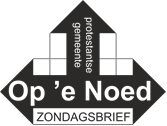 protestantse
gemeente
Op 'e Noed
ZONDAGSBRIEF